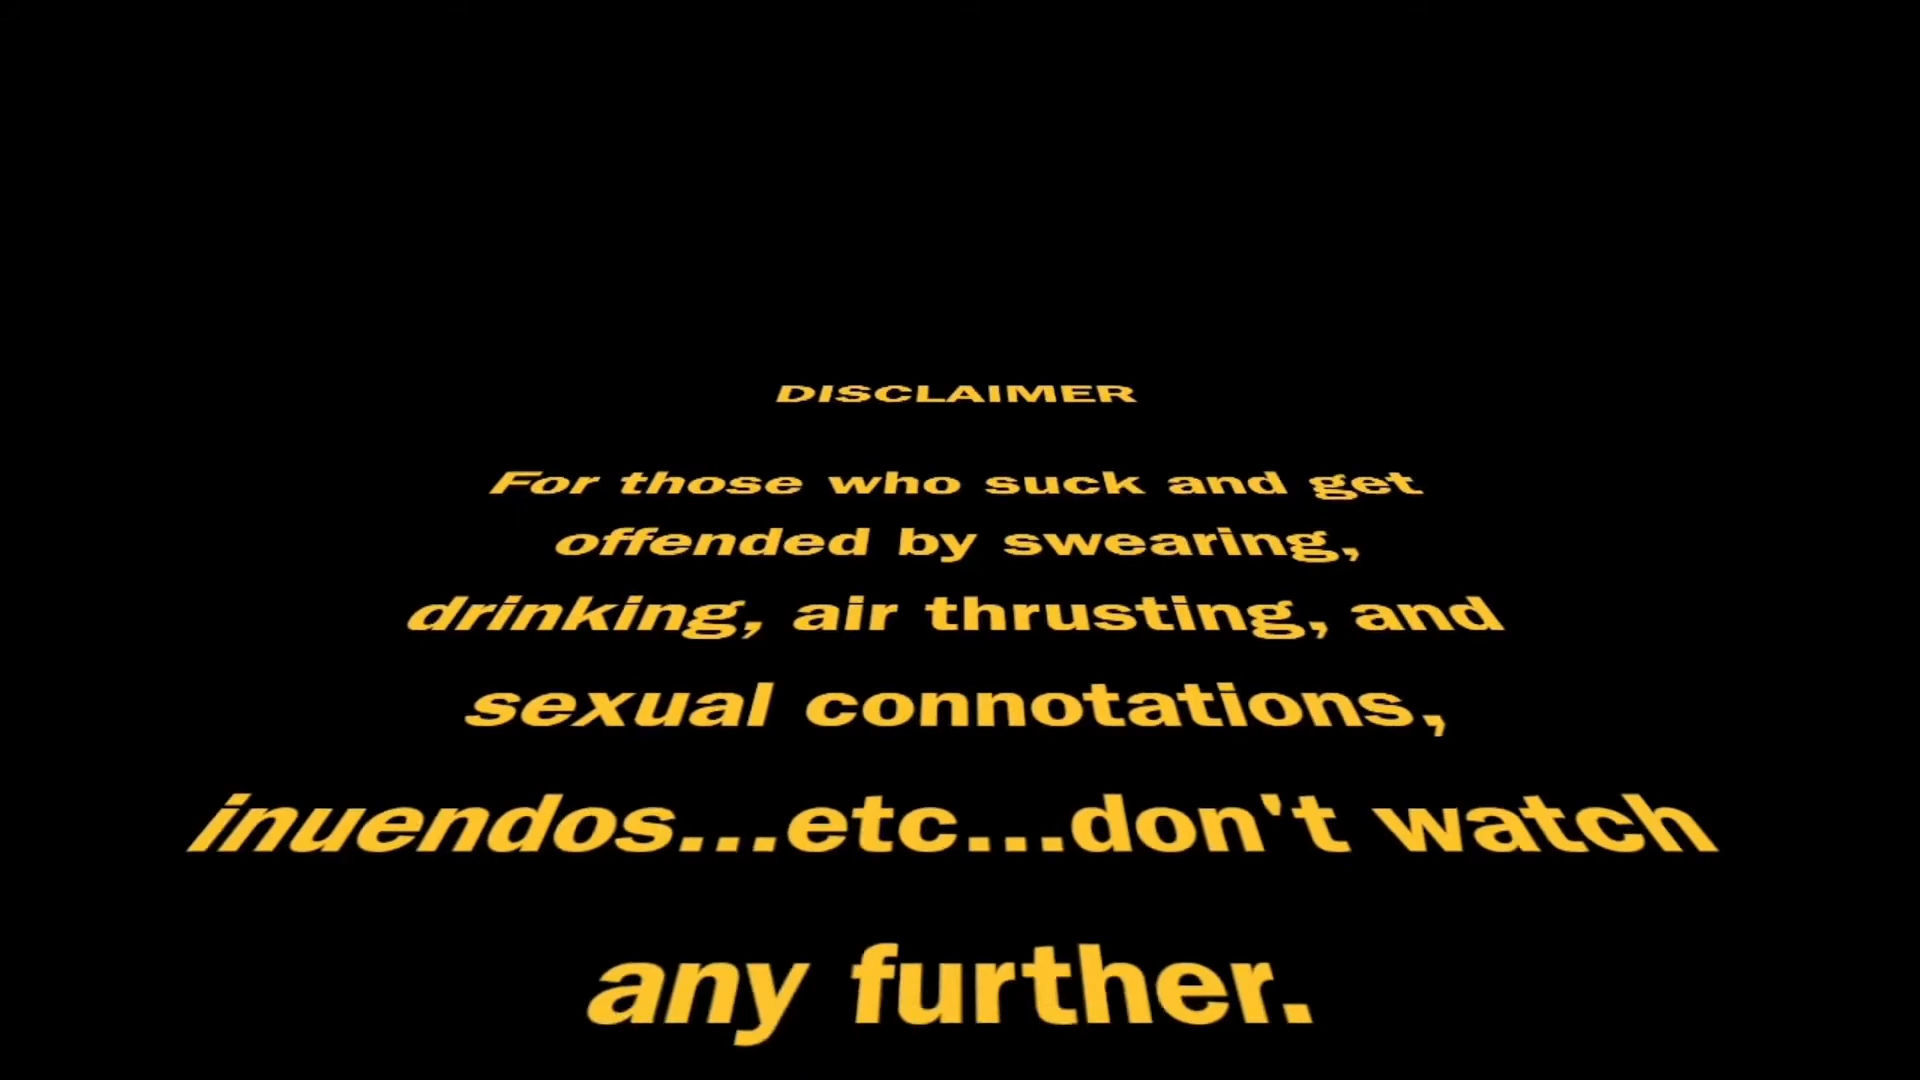 DISCLAIMER
For those who suck and get
offended by swearing,
drinking, air thrusting, and
sexual connotations,
inuendos...etc...don't watch
any further.